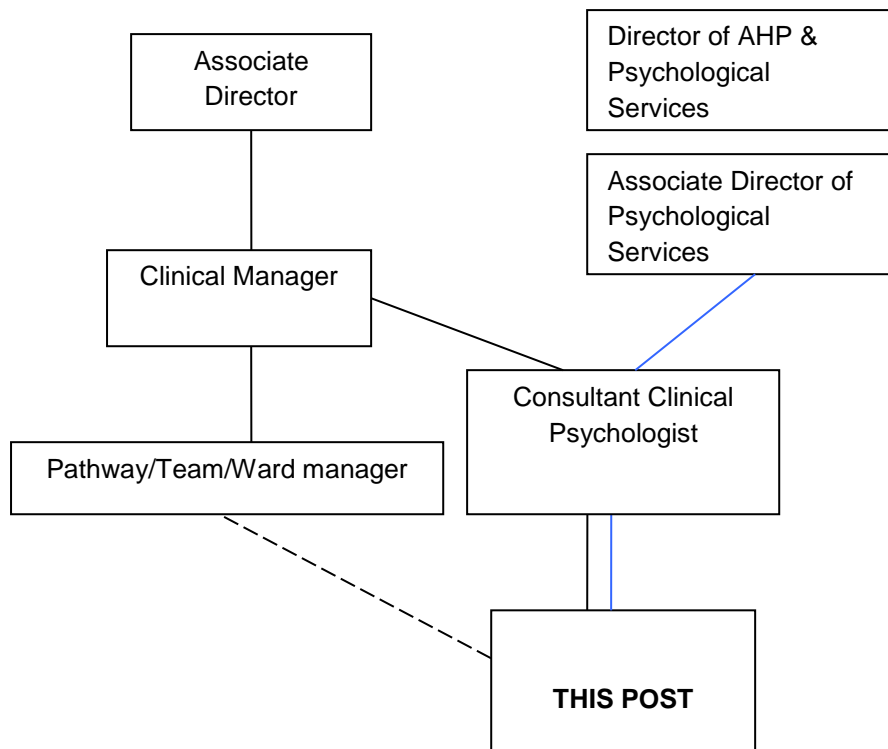 Associate
Director
Director of AHP &
Psychological
Services
Associate Director of
Psychological
Services
Clinical Manager
Consultant Clinical
Psychologist
Pathway/Team/Ward manager
THIS POST